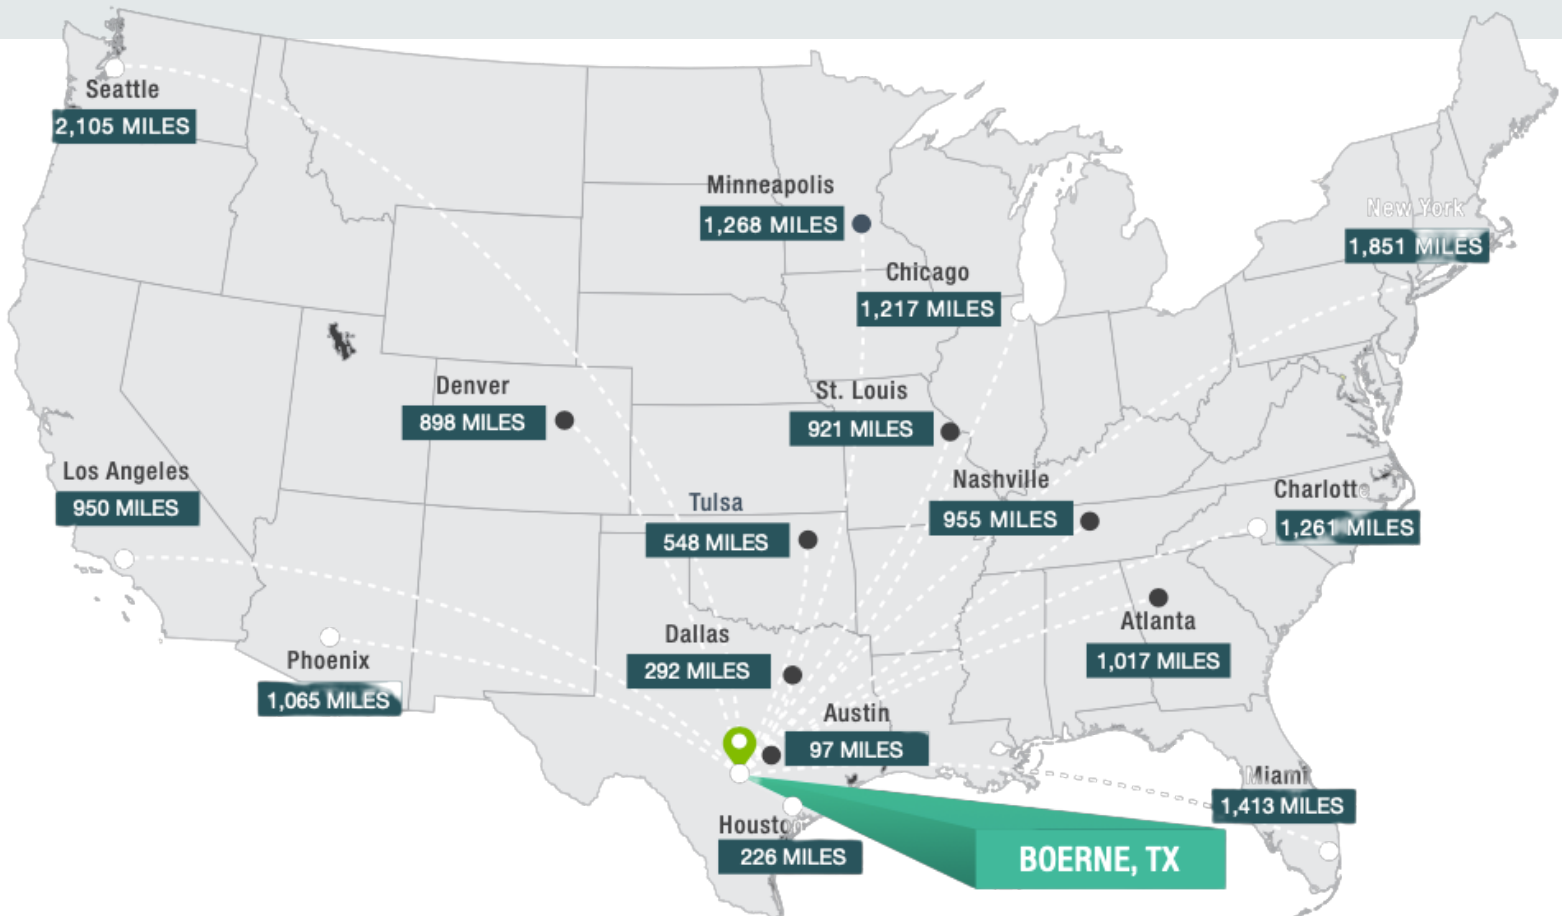 Seattle
2,105 MILES
Minneapolis
1,268 MILES
New York
1,851 MILES
Chicago
1,217 MILES
Denver
898 MILES
St. Louis
921 MILES
Los Angeles
950 MILES
Nashville
955 MILES
Charlotte
1,261 MILES
Tulsa
548 MILES
Atlanta
1,017 MILES
Dallas
292 MILES
Phoenix
1,065 MILES
Austin
97 MILES
Miami
1,413 MILES
Houston
226 MILES
BOERNE, TX